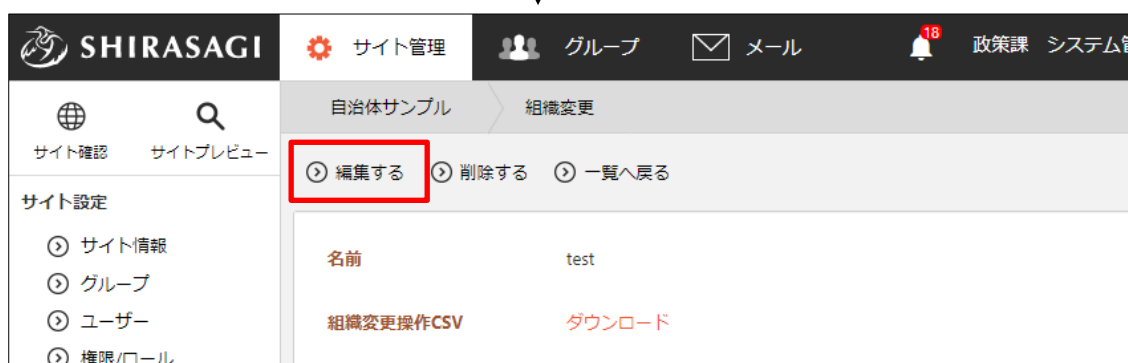 SHIRASAGI
サイト管理
グループ
メール
18
政策課 システム管
サイト確認
サイトプレビュー
自治体サンプル
組織変更
編集する
削除する
一覧へ戻る
サイト設定
サイト情報
グループ
ユーザー
権限/ロール
名前
test
組織変更操作CSV
ダウンロード